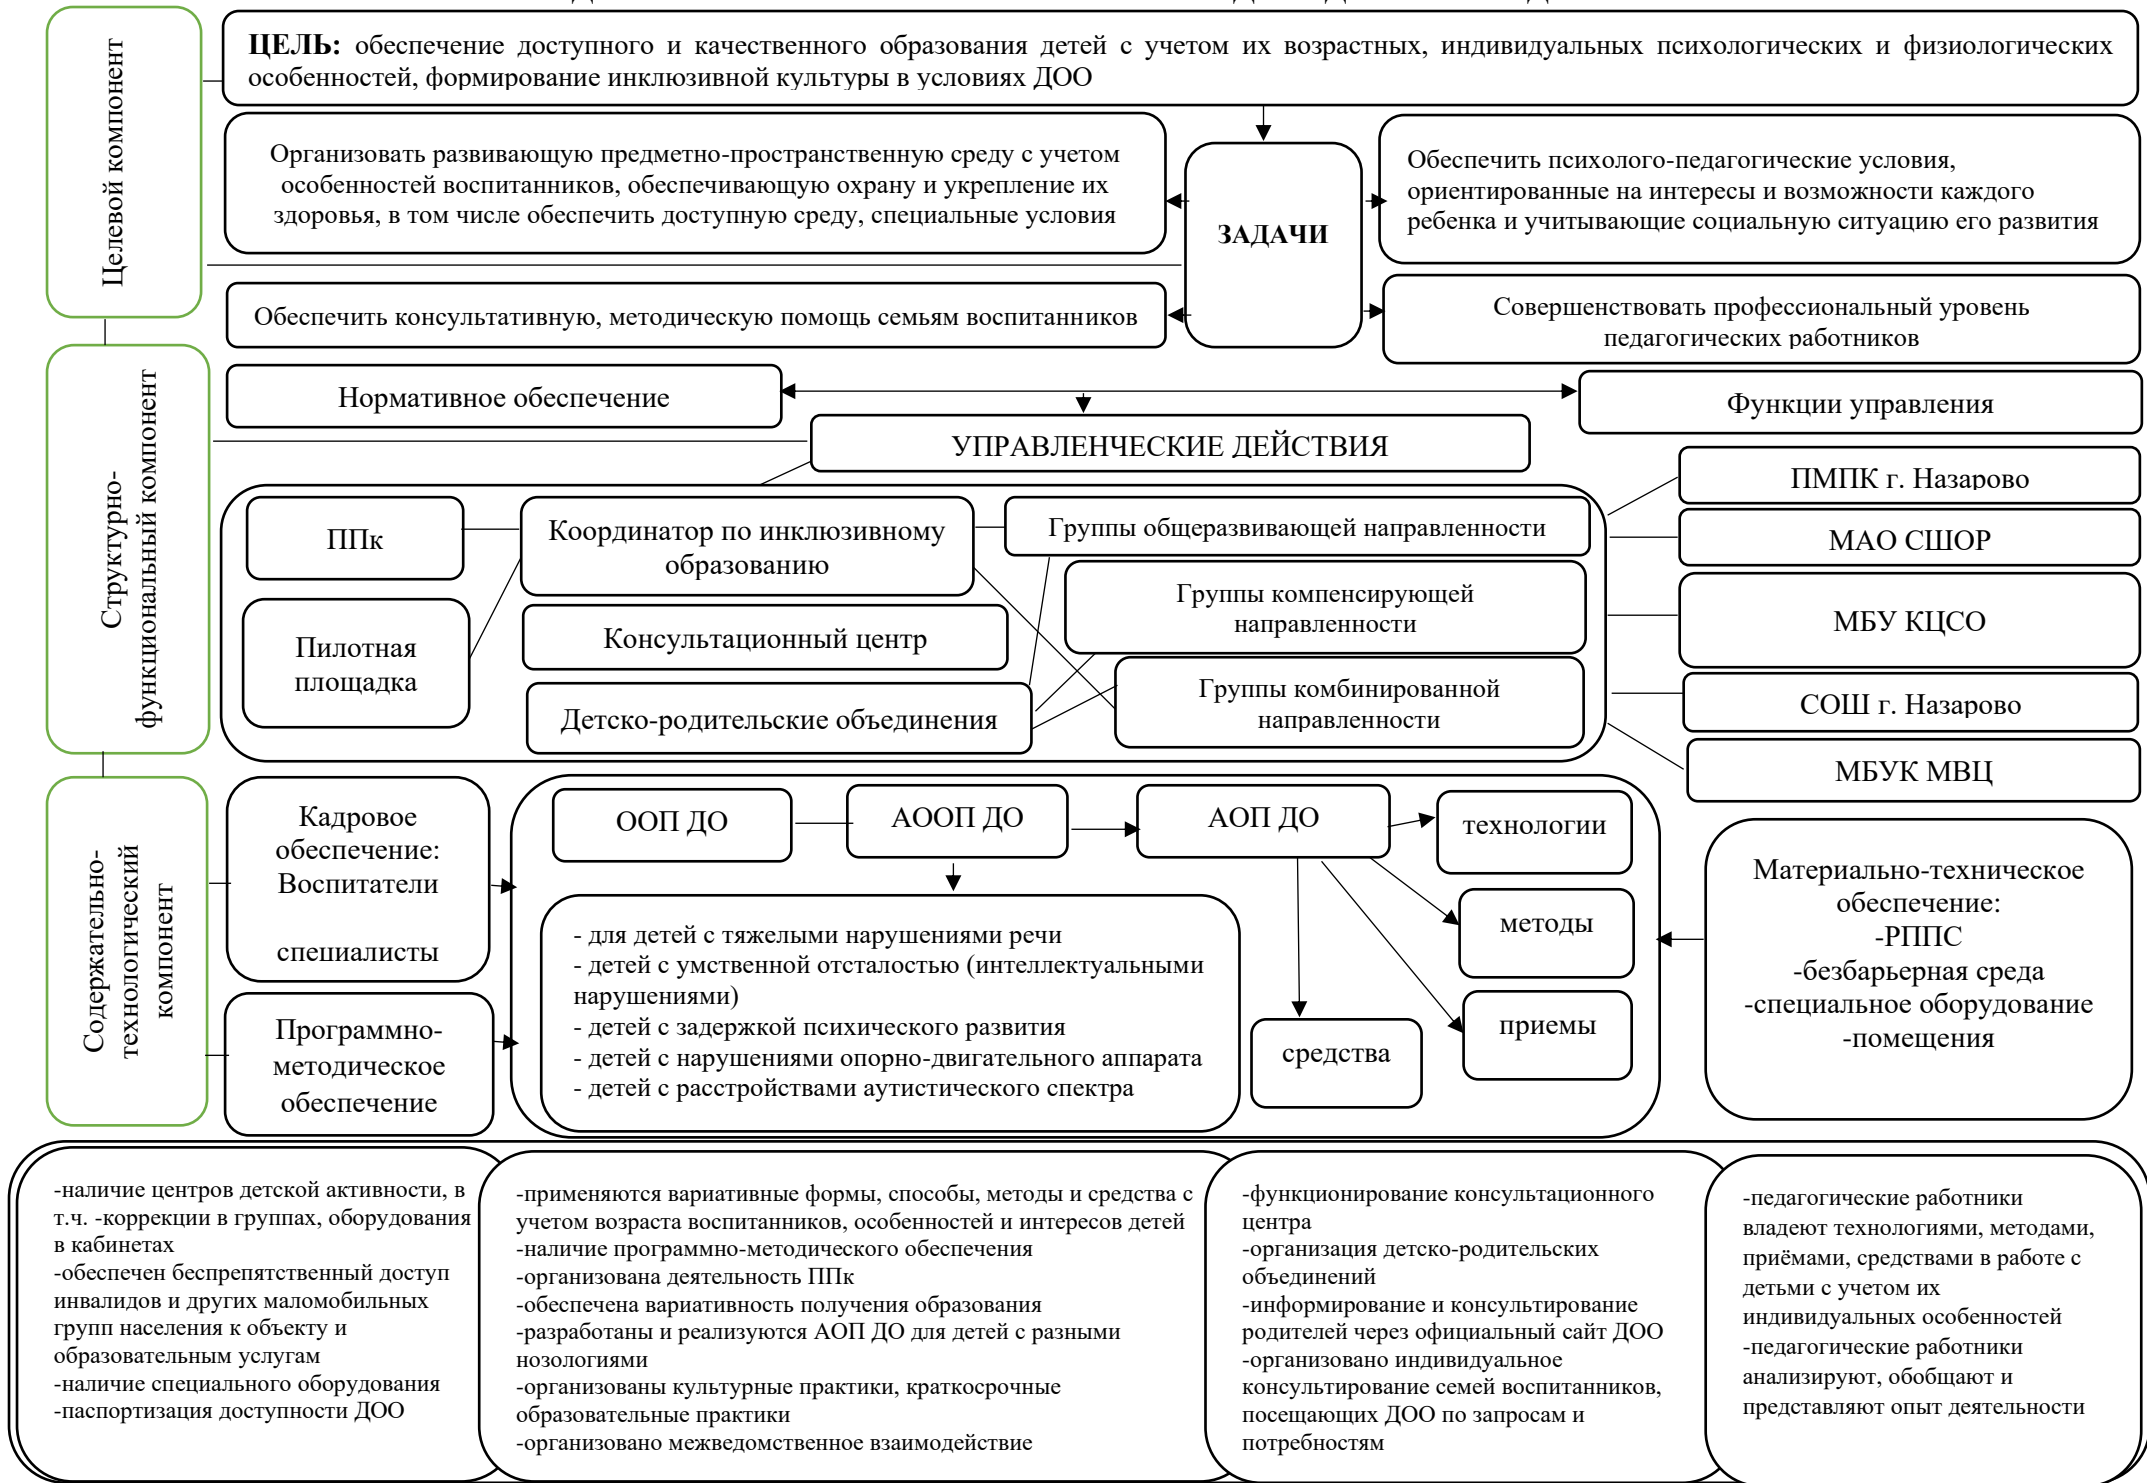 Целевой компонент
ЦЕЛЬ: обеспечение доступного и качественного образования детей с учетом их возрастных, индивидуальных психологических и физиологических
особенностей, формирование инклюзивной культуры в условиях ДОО
Организовать развивающую предметно-пространственную среду с учетом
особенностей воспитанников, обеспечивающую охрану и укрепление их
здоровья, в том числе обеспечить доступную среду, специальные условия
ЗАДАЧИ
Обеспечить психолого-педагогические условия,
ориентированные на интересы и возможности каждого
ребенка и учитывающие социальную ситуацию его развития
Обеспечить консультативную, методическую помощь семьям воспитанников
Совершенствовать профессиональный уровень
педагогических работников
Структурно-
функциональный компонент
Нормативное обеспечение
Функции управления
УПРАВЛЕНЧЕСКИЕ ДЕЙСТВИЯ
ППк
Координатор по инклюзивному
образованию
Группы общеразвивающей направленности
Группы компенсирующей
направленности
Пилотная
площадка
Консультационный центр
Детско-родительские объединения
Группы комбинированной
направленности
ПМПК г. Назарово
МАО СШОР
МБУ КЦСО
СОШ г. Назарово
МБУК МВЦ
Содержательно-
технологический
компонент
Кадровое
обеспечение:
Воспитатели
специалисты
Программно-
методическое
обеспечение
ООП ДО
АООП ДО
АОП ДО
технологии
методы
приемы
средства
- для детей с тяжелыми нарушениями речи
- детей с умственной отсталостью (интеллектуальными
нарушениями)
- детей с задержкой психического развития
- детей с нарушениями опорно-двигательного аппарата
- детей с расстройствами аутистического спектра
Материально-техническое
обеспечение:
-РППС
-безбарьерная среда
-специальное оборудование
-помещения
-наличие центров детской активности, в
т.ч. -коррекции в группах, оборудования
в кабинетах
-обеспечен беспрепятственный доступ
инвалидов и других маломобильных
групп населения к объекту и
образовательным услугам
-наличие специального оборудования
-паспортизация доступности ДОО
-применяются вариативные формы, способы, методы и средства с
учетом возраста воспитанников, особенностей и интересов детей
-наличие программно-методического обеспечения
-организована деятельность ППк
-обеспечена вариативность получения образования
-разработаны и реализуются АОП ДО для детей с разными
нозологиями
-организованы культурные практики, краткосрочные
образовательные практики
-организовано межведомственное взаимодействие
-функционирование консультационного
центра
-организация детско-родительских
объединений
-информирование и консультирование
родителей через официальный сайт ДОО
-организовано индивидуальное
консультирование семей воспитанников,
посещающих ДОО по запросам и
потребностям
-педагогические работники
владеют технологиями, методами,
приёмами, средствами в работе с
детьми с учетом их
индивидуальных особенностей
-педагогические работники
анализируют, обобщают и
представляют опыт деятельности